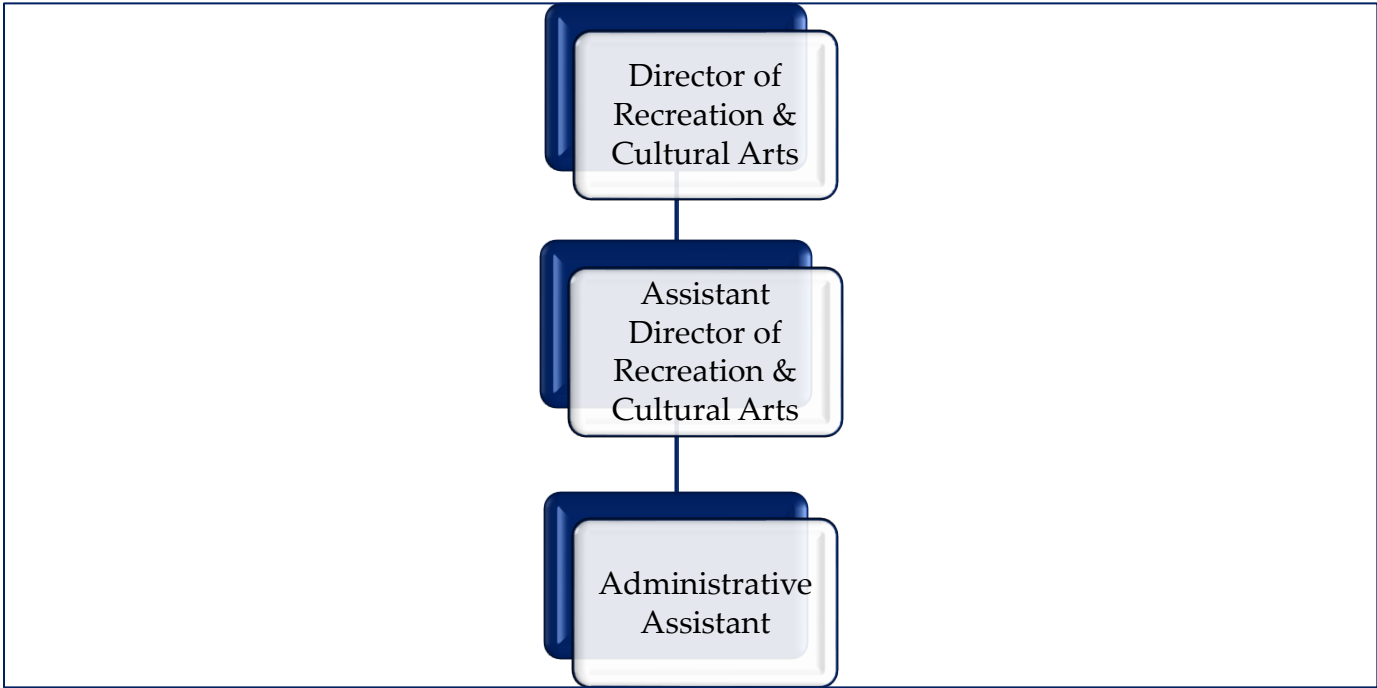 Director of
Recreation &
Cultural Arts
Assistant
Director of
Recreation &
Cultural Arts
Administrative
Assistant